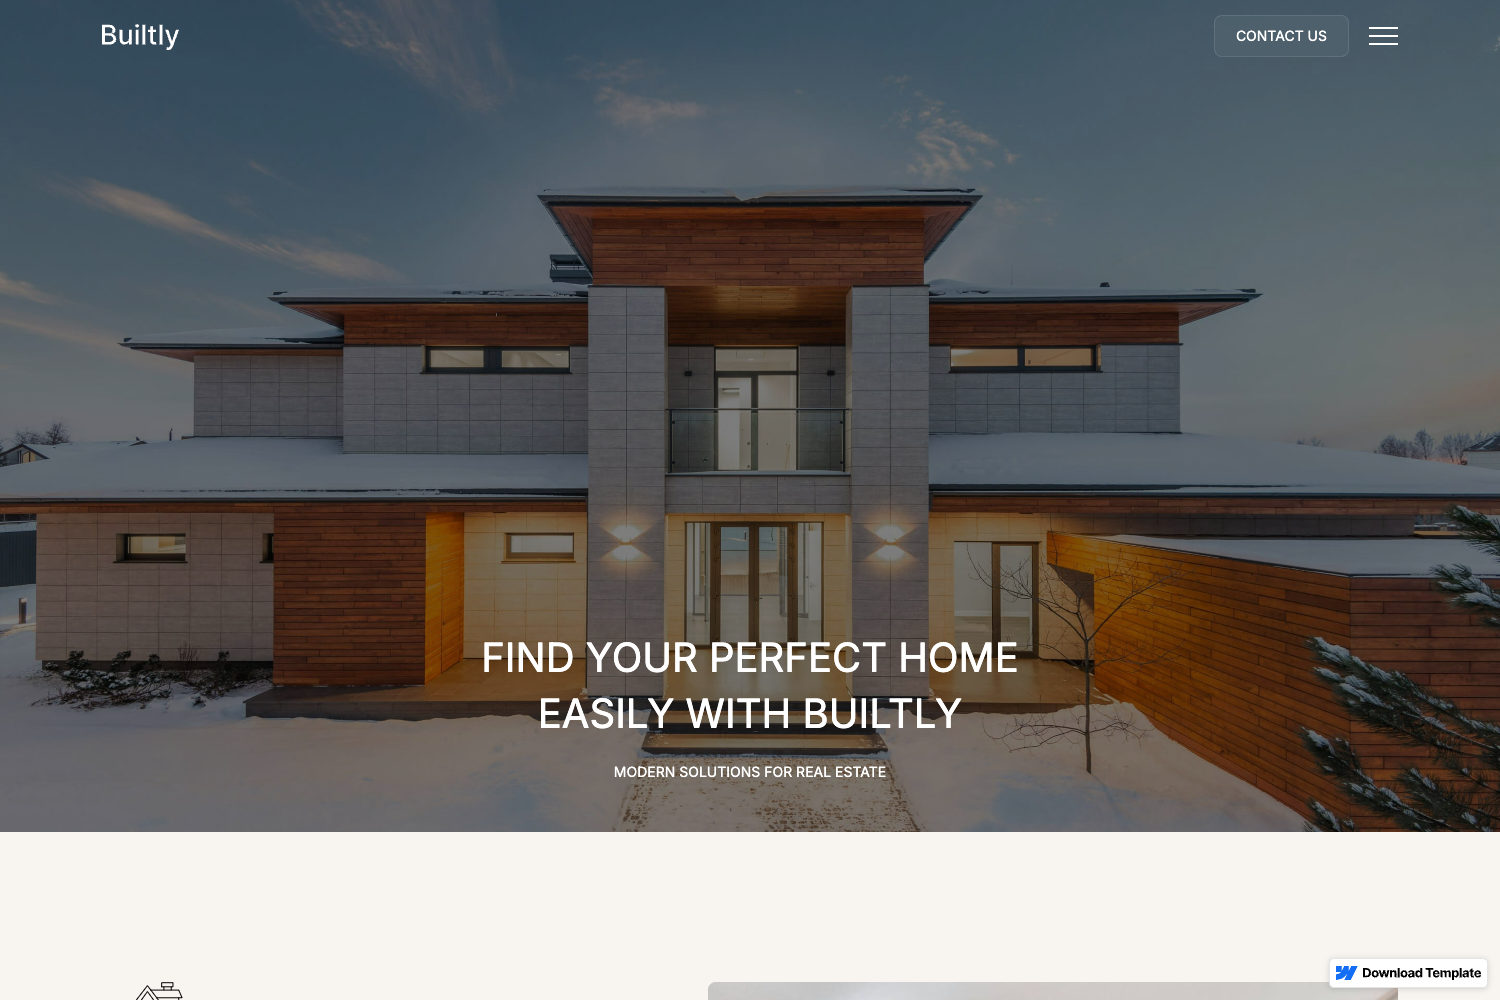 Builtly
CONTACT US
FIND YOUR PERFECT HOME
EASILY WITH BUILTLY
MODERN SOLUTIONS FOR REAL ESTATE
Download Template